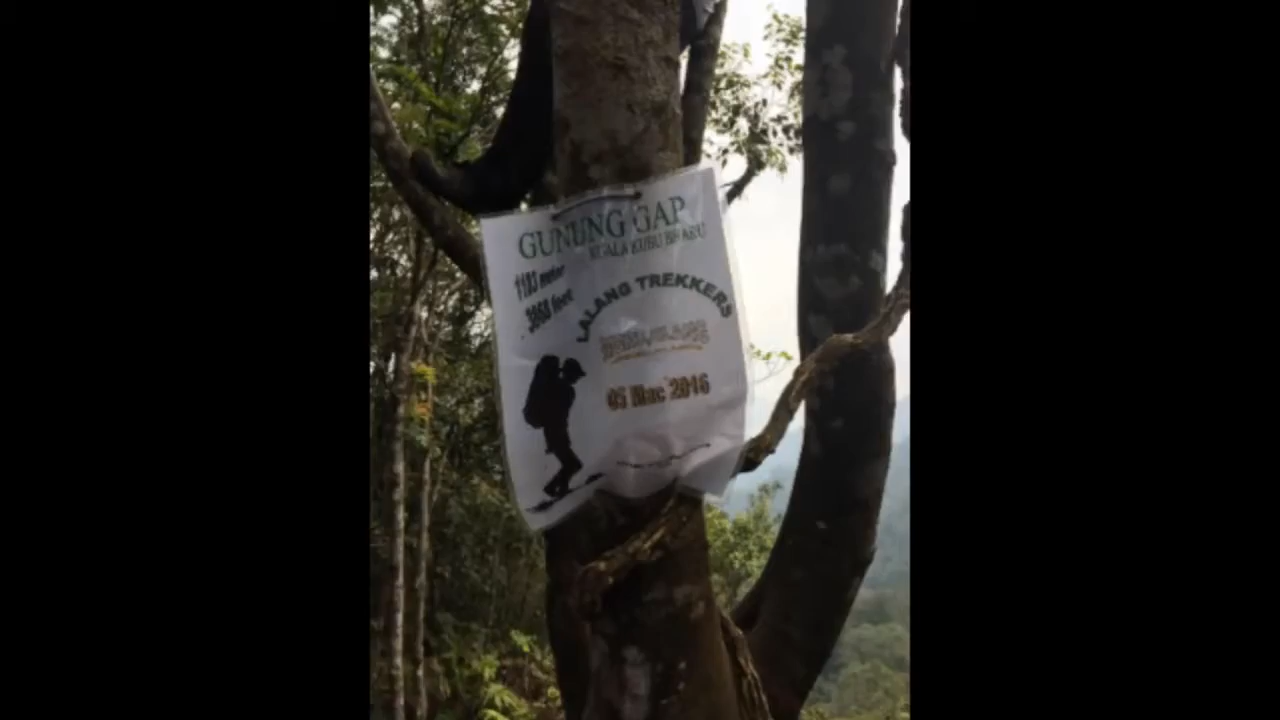 GUNUNG GAP
KUALA KUBU BHARU
1183 meter
3868 feet
LALANG TREKKERS
05 Mac 2016